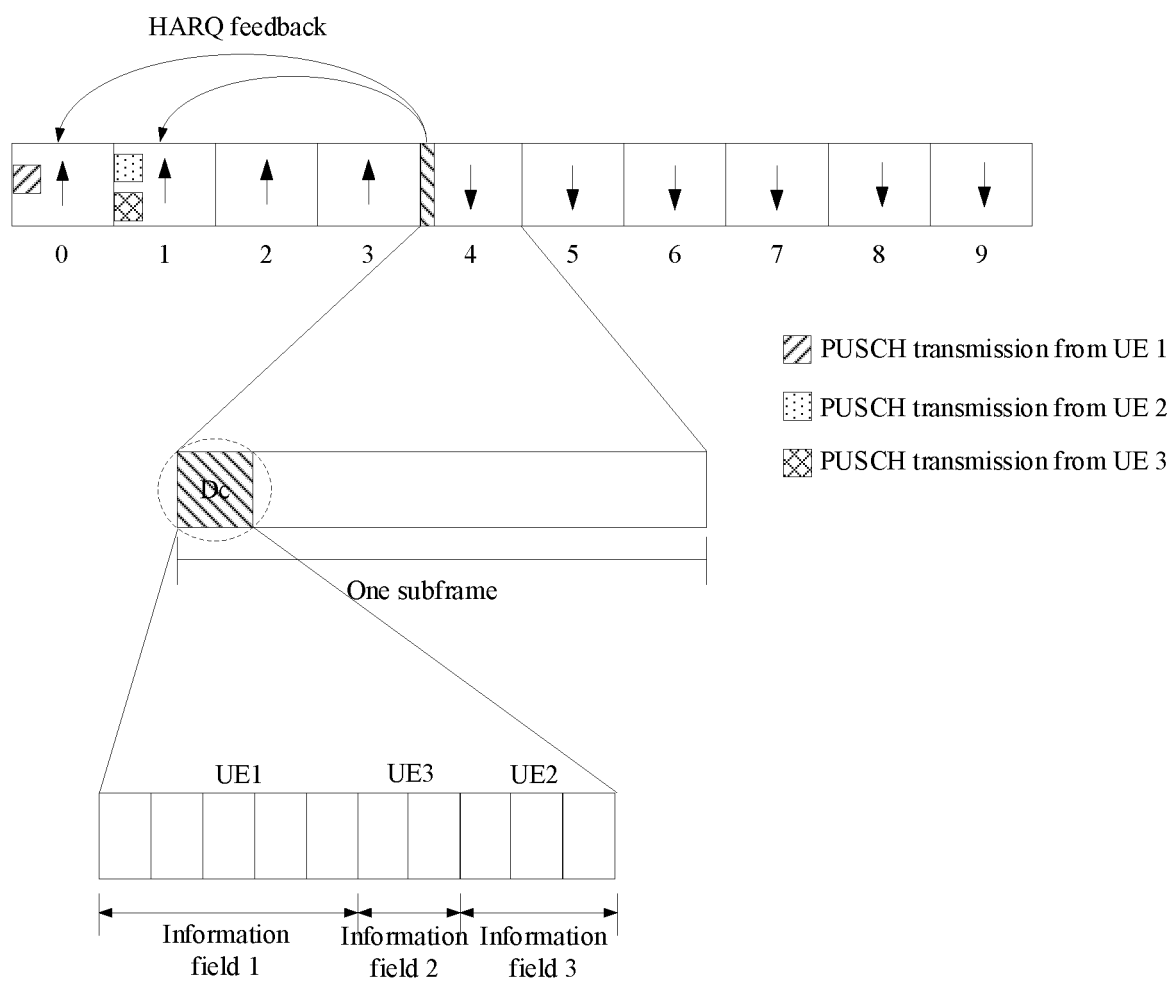 HARQ feedback
0 1 2 3 4 5 6 7 8 9
PUSCH transmission from UE 1
PUSCH transmission from UE 2
PUSCH transmission from UE 3
Dc
One subframe
UE1 UE3 UE2
Information field 1
Information field 2
Information field 3